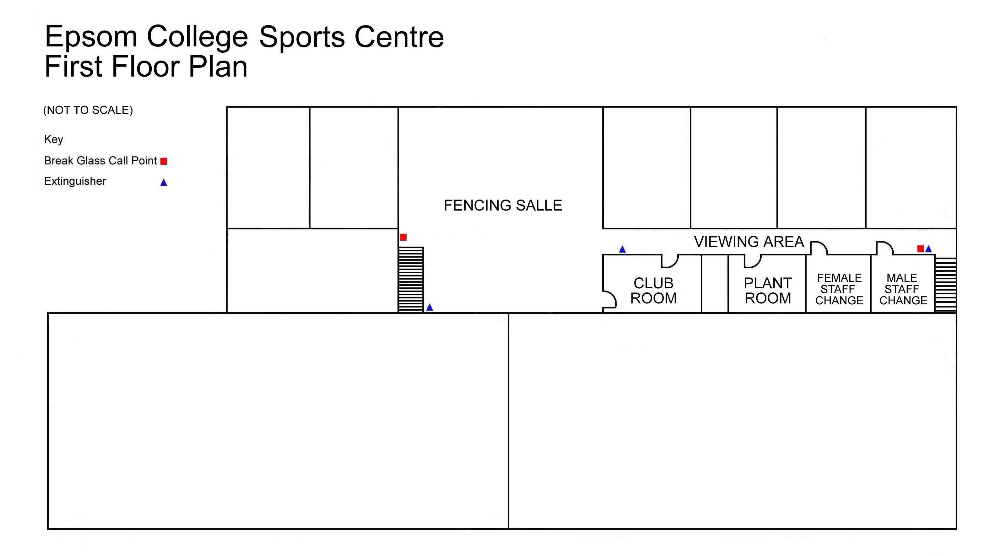 Epsom College Sports Centre
First Floor Plan
(NOT TO SCALE)
Key
Break Glass Call Point
Extinguisher
FENCING SALLE
VIEWING AREA
CLUB
ROOM
PLANT
ROOM
FEMALE
STAFF
CHANGE
MALE
STAFF
CHANGE